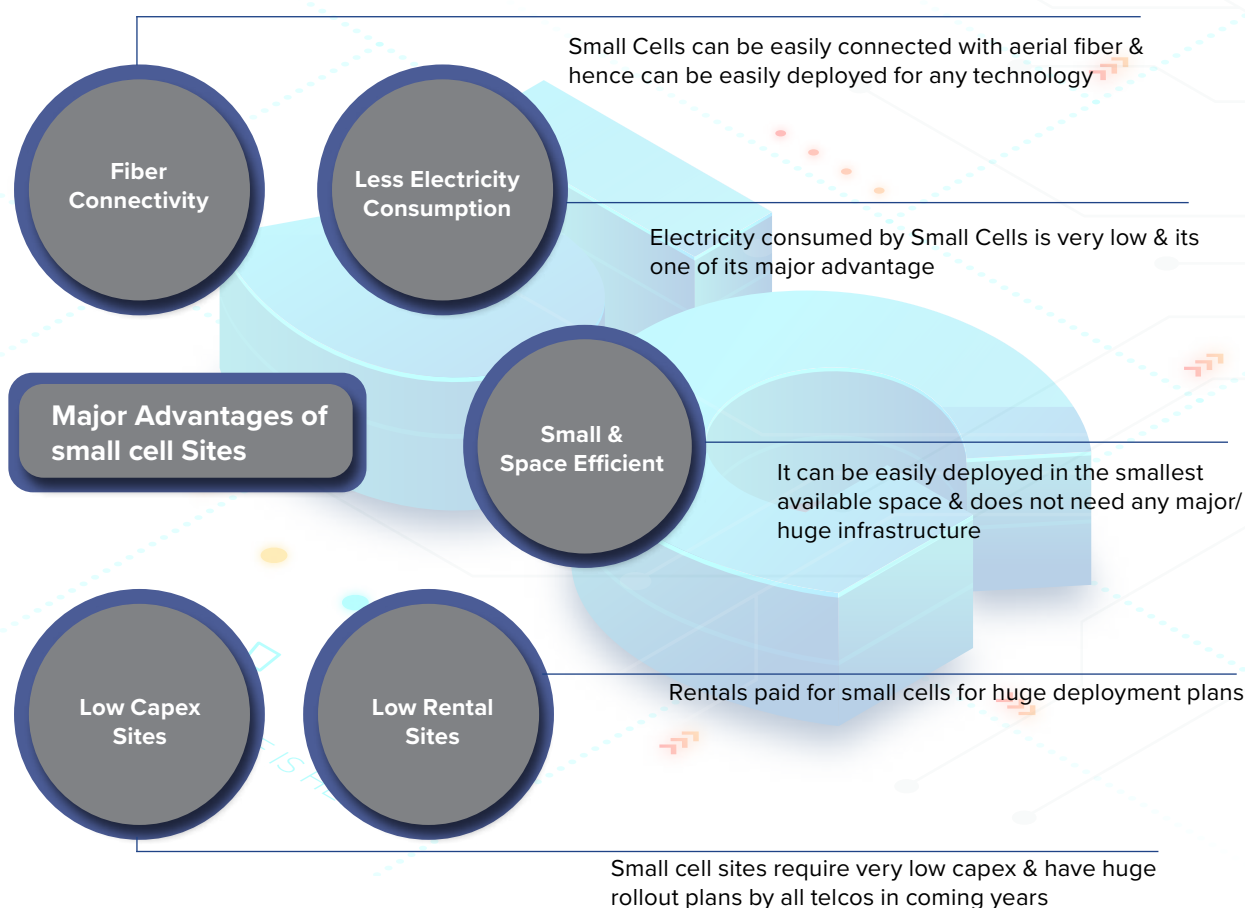 Small Cells can be easily connected with aerial fiber &
hence can be easily deployed for any technology
Fiber
Connectivity
Less Electricity
Consumption
Electricity consumed by Small Cells is very low & its
one of its major advantage
Major Advantages of
small cell Sites
Small &
Space Efficient
It can be easily deployed in the smallest
available space & does not need any major/
huge infrastructure
Low Capex
Sites
Low Rental
Sites
Rentals paid for small cells for huge deployment plans
Small cell sites require very low capex & have huge
rollout plans by all telcos in coming years